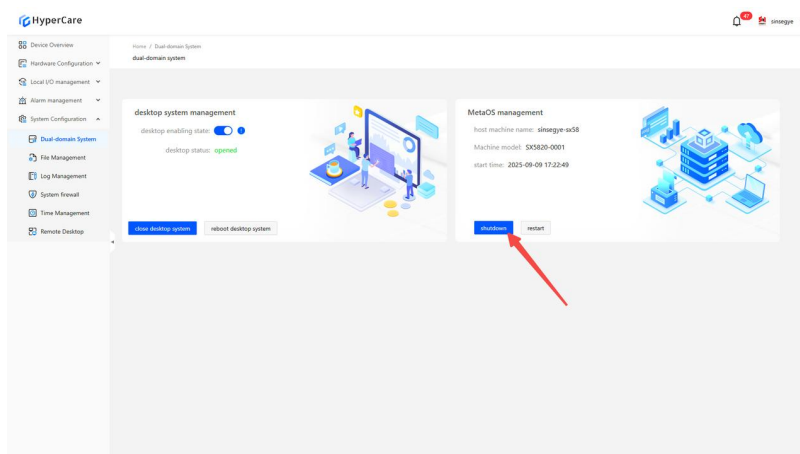 HyperCare
47
sinsegye
Device Overview
Hardware Configuration
Local I/O management
Alarm management
System Configuration
Dual-domain System
File Management
Log Management
System firewall
Time Management
Remote Desktop
Home / Dual-domain System
dual-domain system
desktop system management
desktop enabling state:
desktop status: opened
close desktop system
reboot desktop system
MetaOS management
host machine name: sinsegye-sx58
Machine model: SX5820-0001
start time: 2025-09-09 17:22:49
shutdown
restart